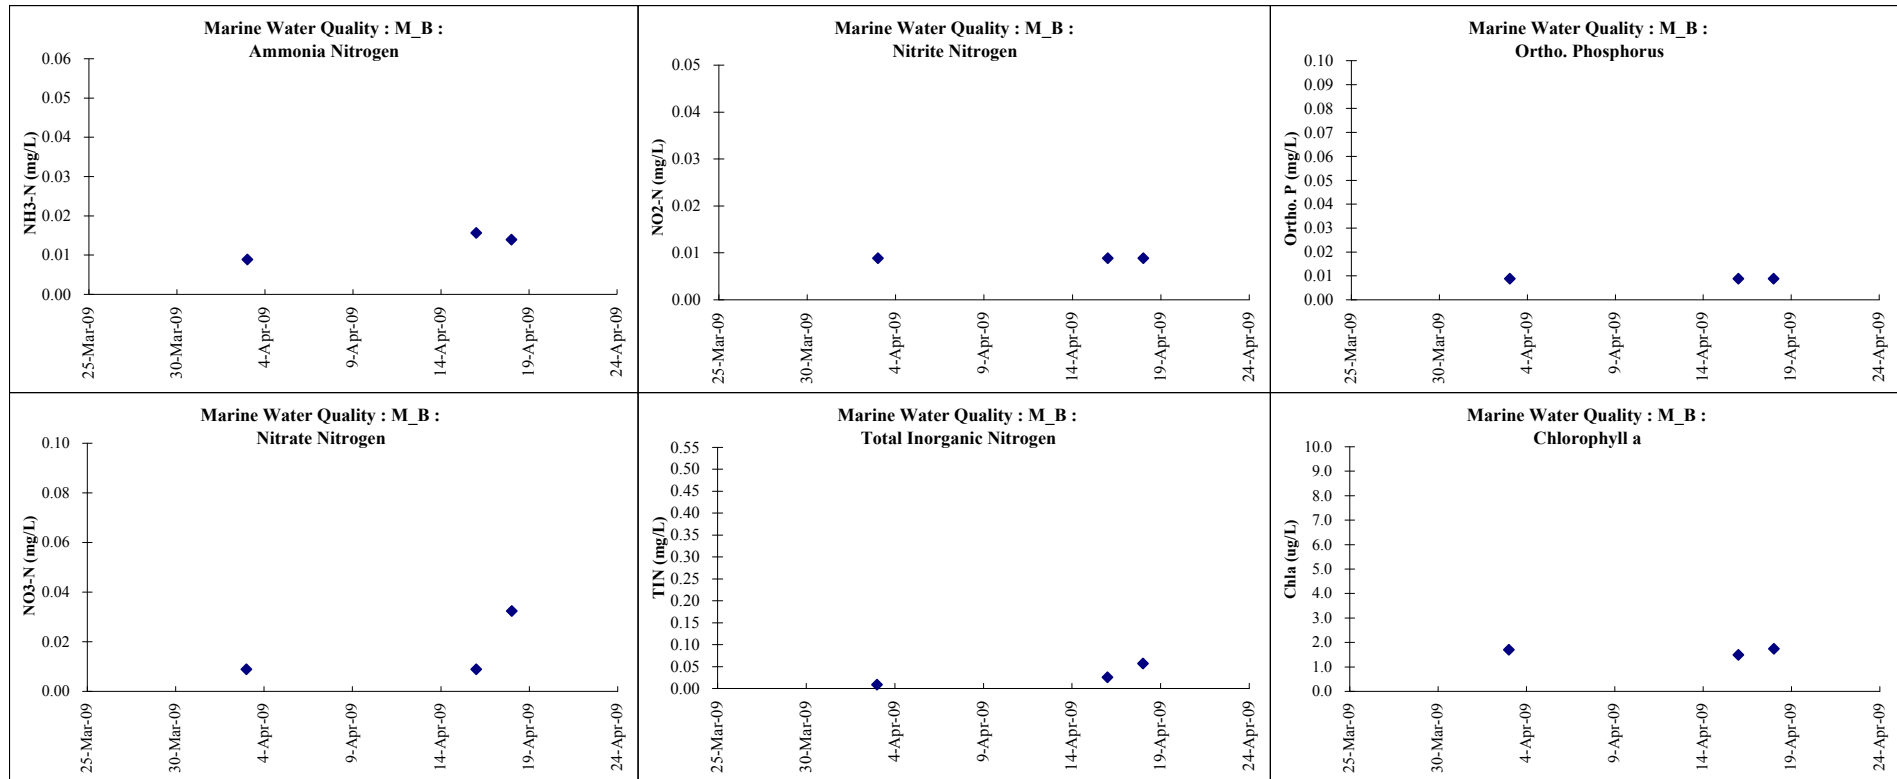 Marine Water Quality : M_B :
Ammonia Nitrogen
NH3-N (mg/L)
0.06
0.05
0.04
0.03
0.02
0.01
0.00
25-Mar-09
30-Mar-09
4-Apr-09
9-Apr-09
14-Apr-09
19-Apr-09
24-Apr-09
Marine Water Quality : M_B :
Nitrite Nitrogen
NO2-N (mg/L)
0.05
0.04
0.03
0.02
0.01
0.00
25-Mar-09
30-Mar-09
4-Apr-09
9-Apr-09
14-Apr-09
19-Apr-09
24-Apr-09
Marine Water Quality : M_B :
Ortho. Phosphorus
Ortho. P (mg/L)
0.10
0.09
0.08
0.07
0.06
0.05
0.04
0.03
0.02
0.01
0.00
25-Mar-09
30-Mar-09
4-Apr-09
9-Apr-09
14-Apr-09
19-Apr-09
24-Apr-09
Marine Water Quality : M_B :
Nitrate Nitrogen
NO3-N (mg/L)
0.10
0.08
0.06
0.04
0.02
0.00
25-Mar-09
30-Mar-09
4-Apr-09
9-Apr-09
14-Apr-09
19-Apr-09
24-Apr-09
Marine Water Quality : M_B :
Total Inorganic Nitrogen
TIN (mg/L)
0.55
0.50
0.45
0.40
0.35
0.30
0.25
0.20
0.15
0.10
0.05
0.00
25-Mar-09
30-Mar-09
4-Apr-09
9-Apr-09
14-Apr-09
19-Apr-09
24-Apr-09
Marine Water Quality : M_B :
Chlorophyll a
Chla (ug/L)
10.0
9.0
8.0
7.0
6.0
5.0
4.0
3.0
2.0
1.0
0.0
25-Mar-09
30-Mar-09
4-Apr-09
9-Apr-09
14-Apr-09
19-Apr-09
24-Apr-09